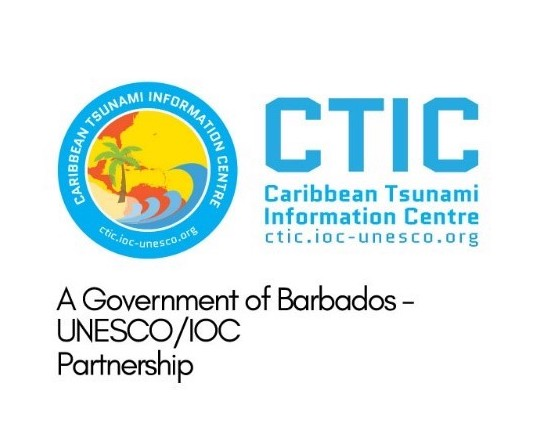 CARIBBEAN TSUNAMI INFORMATION CENTRE
ctic.ioc-unesco.org
CTIC
Caribbean Tsunami
Information Centre
ctic.ioc-unesco.org
A Government of Barbados –
UNESCO/IOC
Partnership